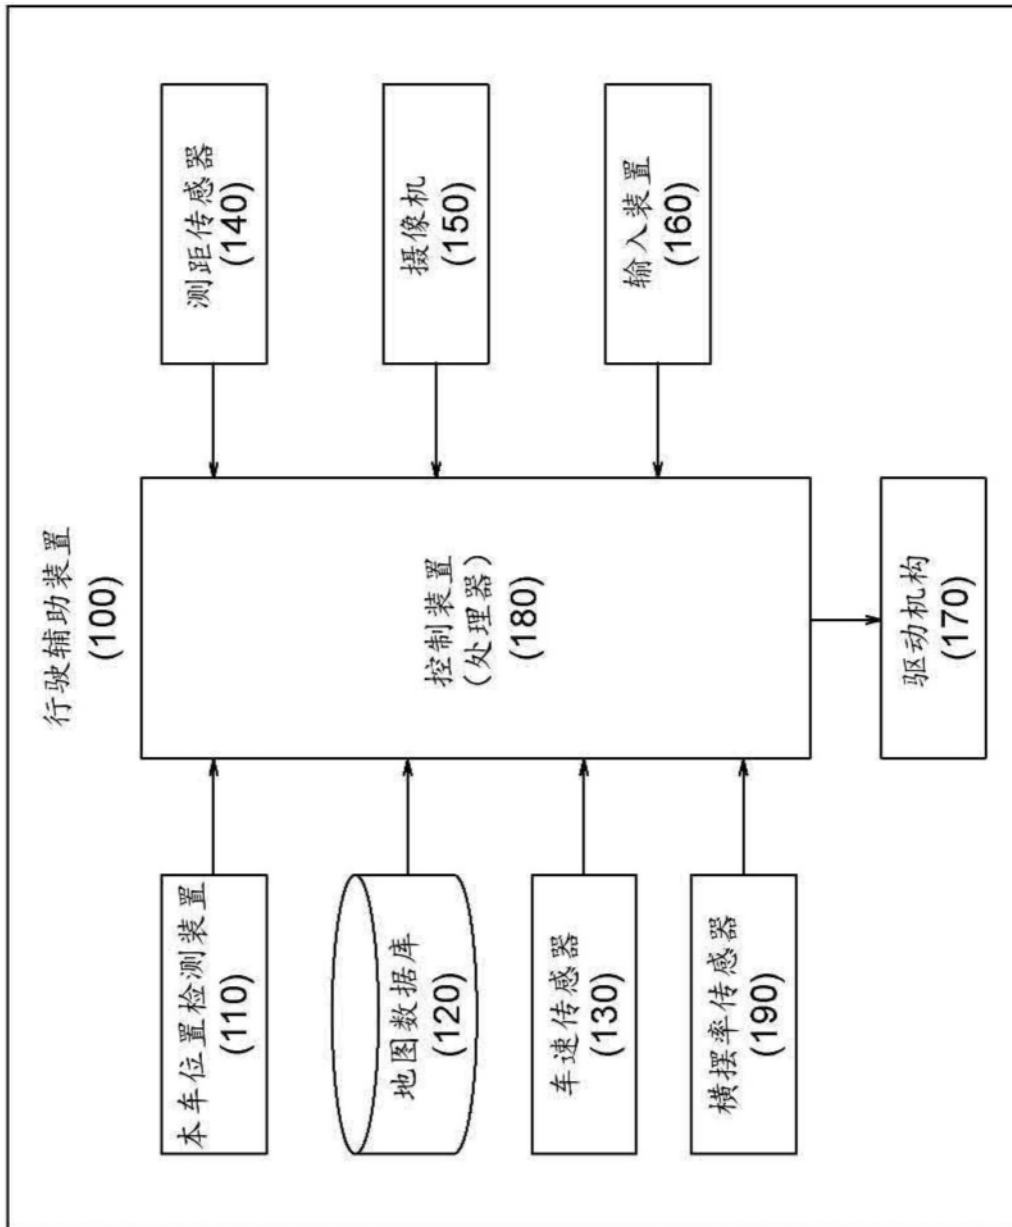 行驶辅助装置
(100)
本车位置检测装置
(110)
地图数据库
(120)
车速传感器
(130)
横摆率传感器
(190)
控制装置
(处理器)
(180)
测距传感器
(140)
摄像机
(150)
输入装置
(160)
驱动机构
(170)